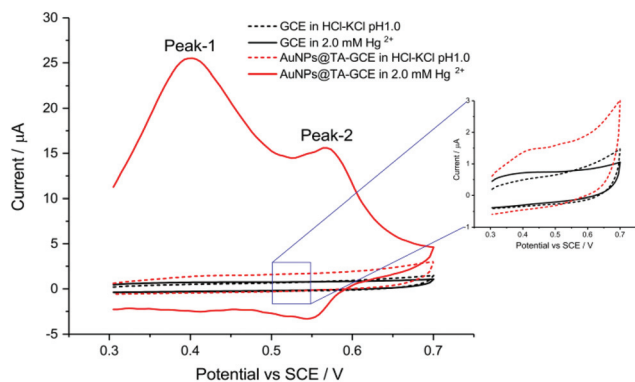 GCE in HCl-KCl pH1.0
GCE in 2.0 mM Hg 2+
AuNPs@TA-GCE in HCl-KCl pH1.0
AuNPs@TA-GCE in 2.0 mM Hg 2+
Peak-1
Peak-2
Current / μA
30
25
20
15
10
5
0
-5
0.3
0.4
0.5
0.6
0.7
Potential vs SCE / V
Current / μA
3
2
1
0
-1
0.3
0.4
0.5
0.6
0.7
Potential vs SCE / V